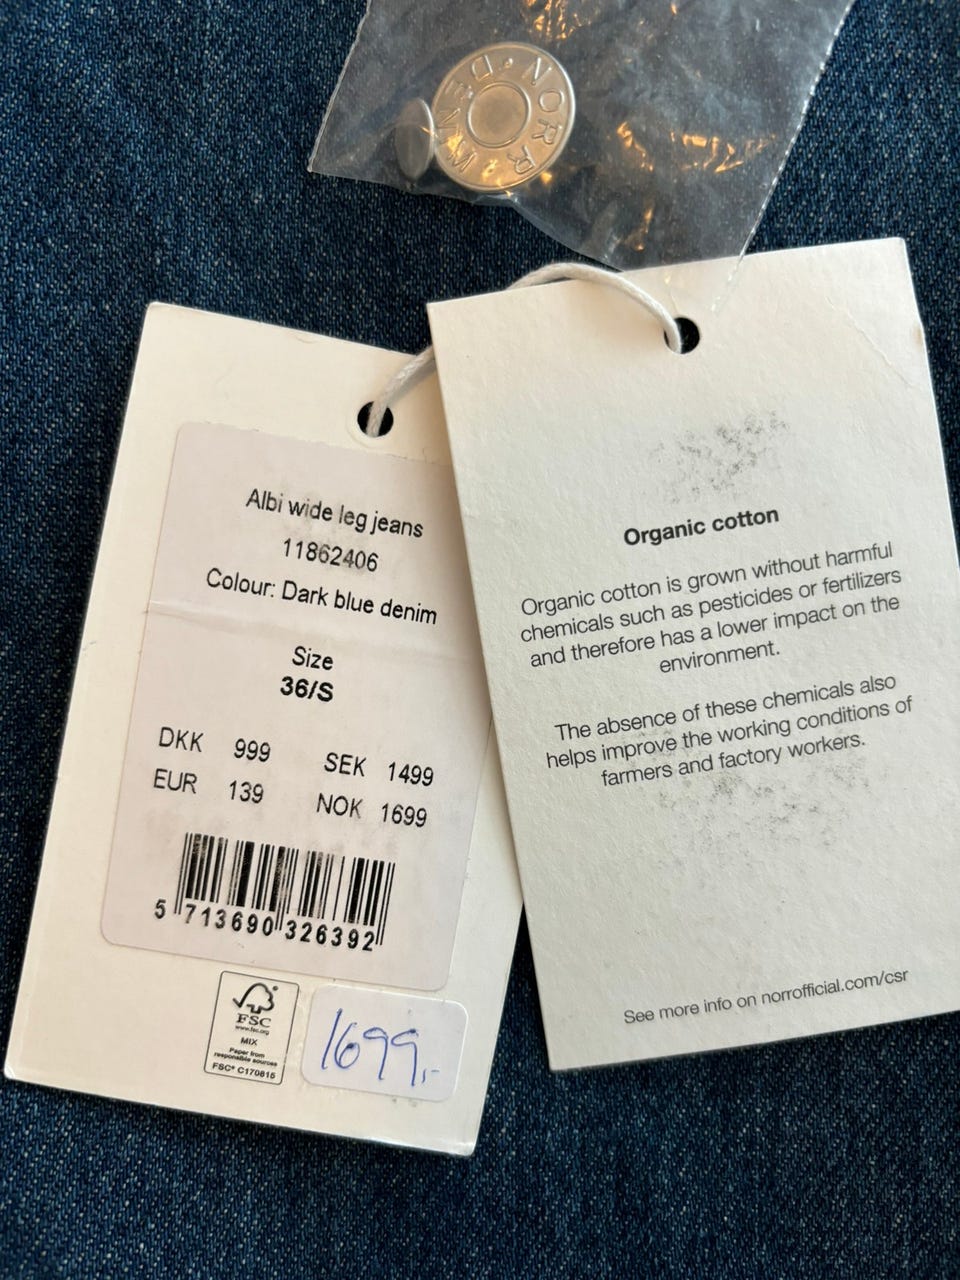 NORR · WINE · D
Albi wide leg jeans
11862406
Colour: Dark blue denim
Size
36/S
DKK 999 SEK 1499
EUR 139 NOK 1699
5 713690 326392
FSC
www.fsc.org
MIX
Paper from
responsible sources
FSC® C170815
1699,-
Organic cotton
Organic cotton is grown without harmful
chemicals such as pesticides or fertilizers
and therefore has a lower impact on the
environment.
The absence of these chemicals also
helps improve the working conditions of
farmers and factory workers.
See more info on norrofficial.com/csr